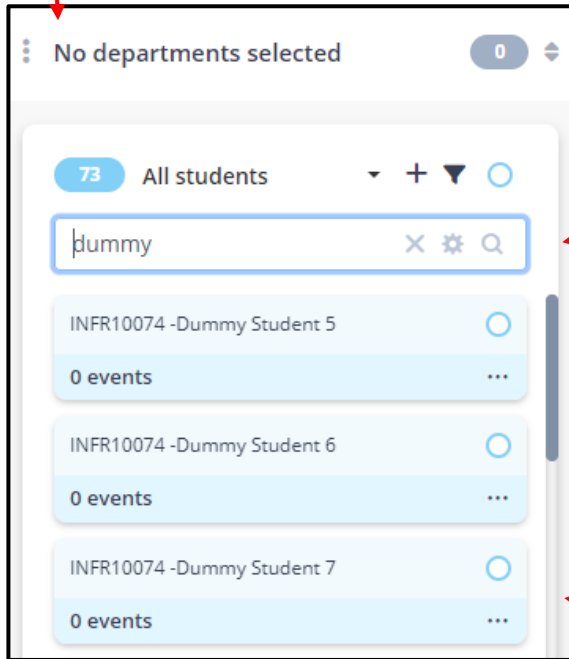 No departments selected 0
73 All students
dummy
INFR10074 -Dummy Student 5
0 events
INFR10074 -Dummy Student 6
0 events
INFR10074 -Dummy Student 7
0 events